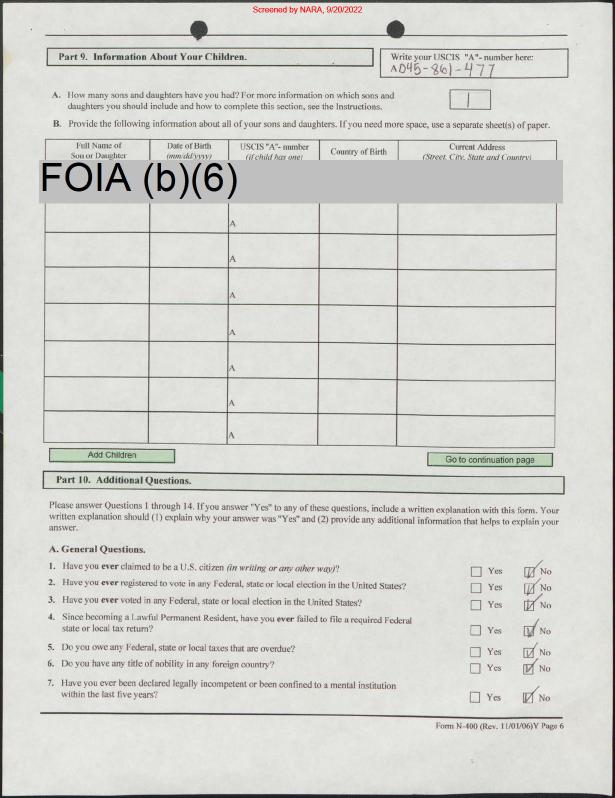 Screened by NARA, 9/20/2022
Part 9. Information About Your Children.
Write your USCIS "A"- number here:
A 045-861-477
A. How many sons and daughters have you had? For more information on which sons and
daughters you should include and how to complete this section, see the Instructions.
1
B. Provide the following information about all of your sons and daughters. If you need more space, use a separate sheet(s) of paper.
Full Name of
Son or Daughter
Date of Birth
(mm/dd/yyyy)
USCIS "A"- number
(if child has one)
Country of Birth
Current Address
(Street, City, State and Country)
FOIA (b)(6)
A
A
A
A
A
A
A
Add Children
Go to continuation page
Part 10. Additional Questions.
Please answer Questions 1 through 14. If you answer "Yes" to any of these questions, include a written explanation with this form. Your
written explanation should (1) explain why your answer was "Yes" and (2) provide any additional information that helps to explain your
answer.
A. General Questions.
1. Have you ever claimed to be a U.S. citizen (in writing or any other way)?
Yes No
2. Have you ever registered to vote in any Federal, state or local election in the United States?
Yes No
3. Have you ever voted in any Federal, state or local election in the United States?
Yes No
4. Since becoming a Lawful Permanent Resident, have you ever failed to file a required Federal
state or local tax return?
Yes No
5. Do you owe any Federal, state or local taxes that are overdue?
Yes No
6. Do you have any title of nobility in any foreign country?
Yes No
7. Have you ever been declared legally incompetent or been confined to a mental institution
within the last five years?
Yes No
Form N-400 (Rev. 11/01/06)Y Page 6